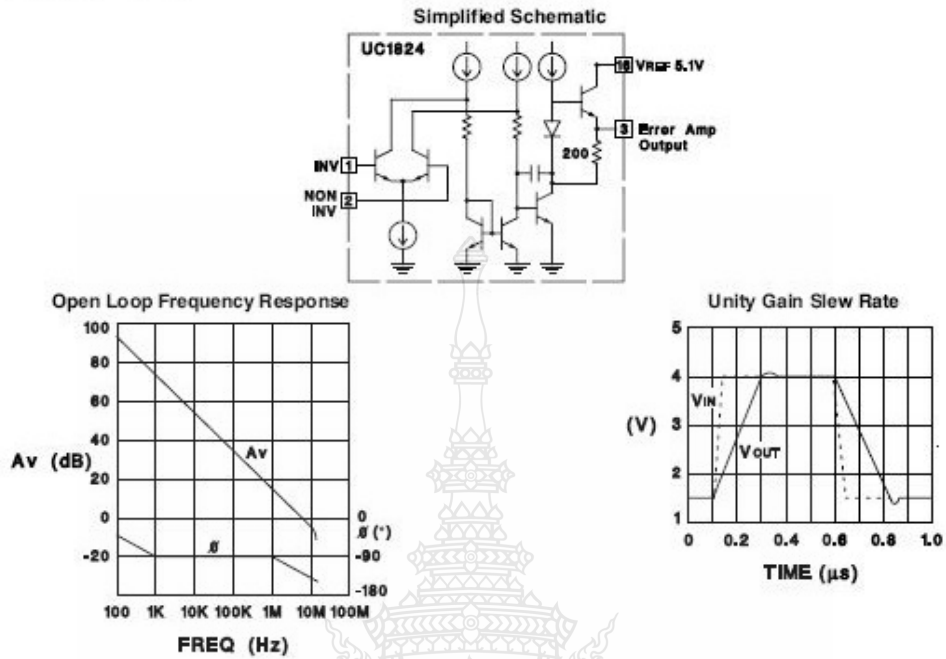 Simplified Schematic
UC1824
16 VREF 5.1V
3 Error Amp
Output
200
INV 1
NON 2
INV
Open Loop Frequency Response
100
80
60
40
20
0
-20
Av (dB)
Av
Ø
0
Ø (°)
-90
-180
100 1K 10K 100K 1M 10M 100M
FREQ (Hz)
Unity Gain Slew Rate
5
4
3
2
1
(V)
VIN
VOUT
0 0.2 0.4 0.6 0.8 1.0
TIME (µs)